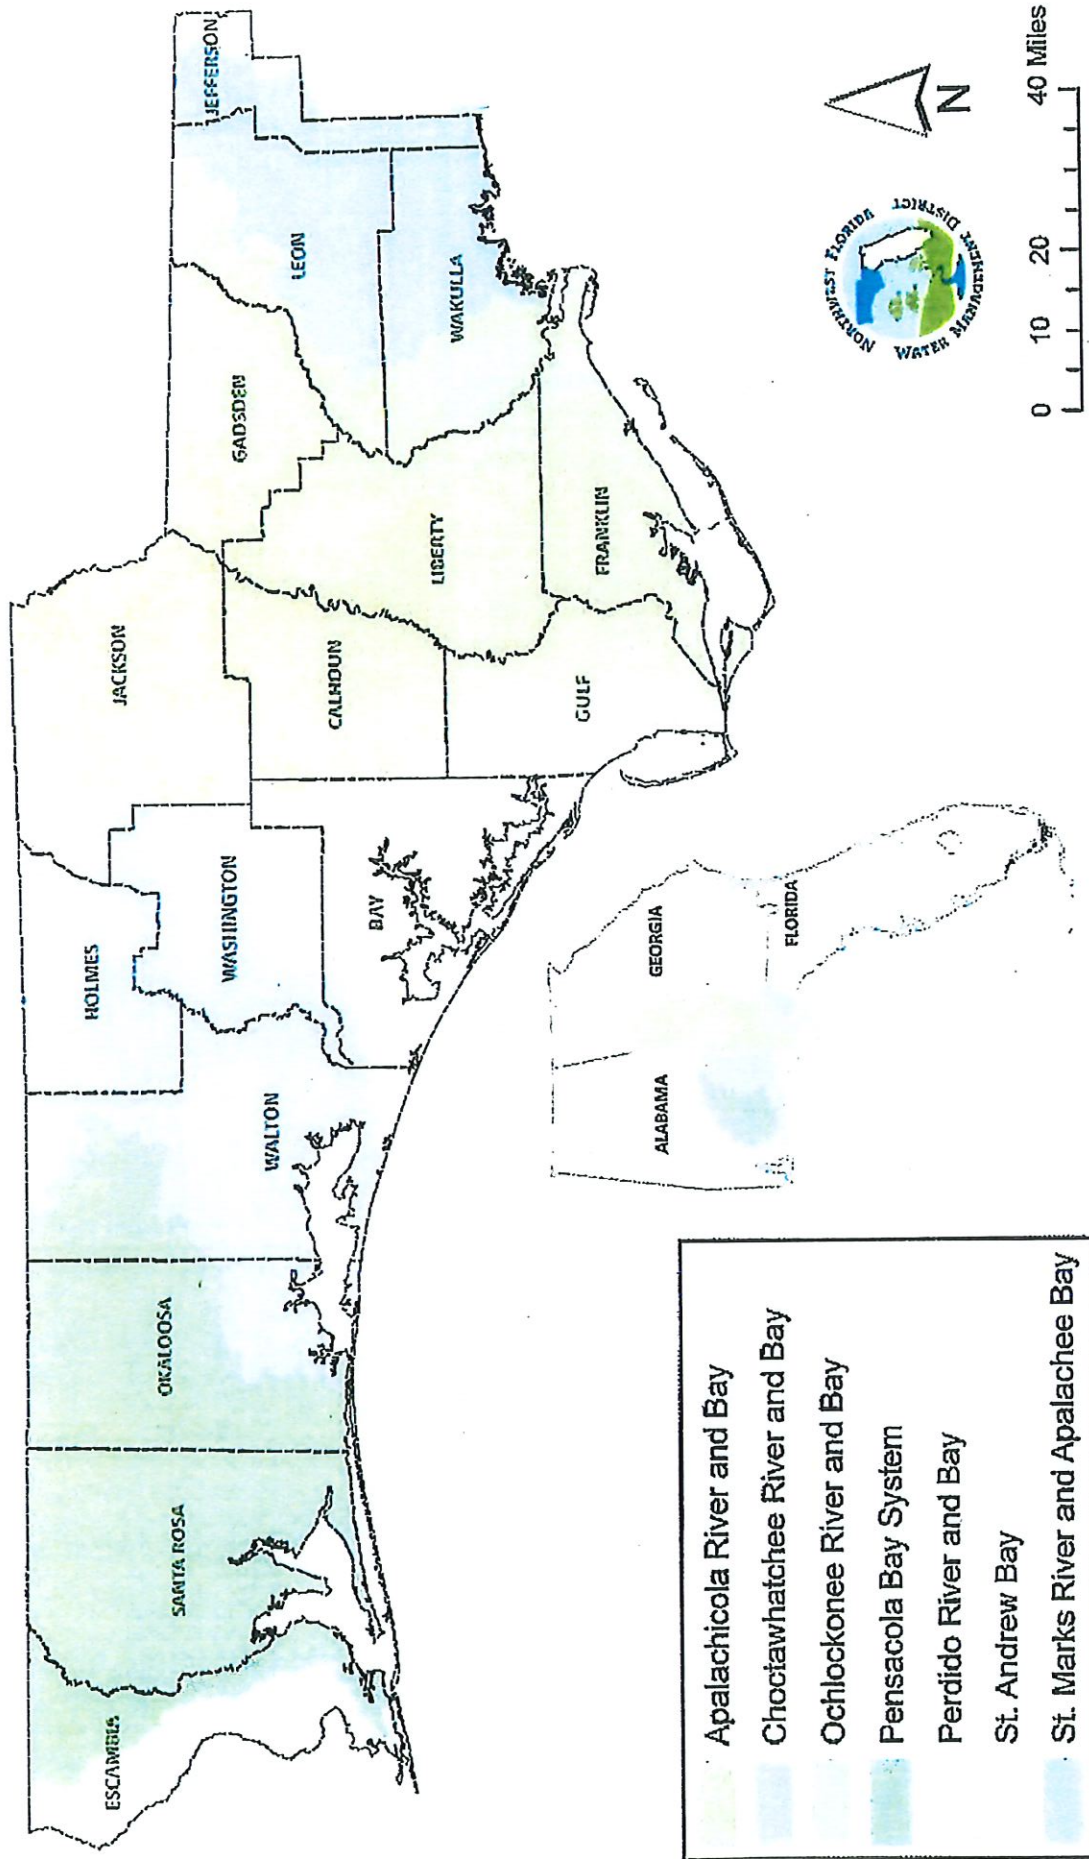 ESCAMBIA
SANTA ROSA
OKALOOSA
WALTON
HOLMES
WASHINGTON
BAY
JACKSON
CALHOUN
GULF
GADSDEN
LIBERTY
FRANKLIN
LEON
WAKULLA
JEFFERSON
Apalachicola River and Bay
Choctawhatchee River and Bay
Ochlockonee River and Bay
Pensacola Bay System
Perdido River and Bay
St. Andrew Bay
St. Marks River and Apalachee Bay
ALABAMA
GEORGIA
FLORIDA
NORTHWEST FLORIDA
WATER MANAGEMENT DISTRICT
N
0 10 20 40 Miles